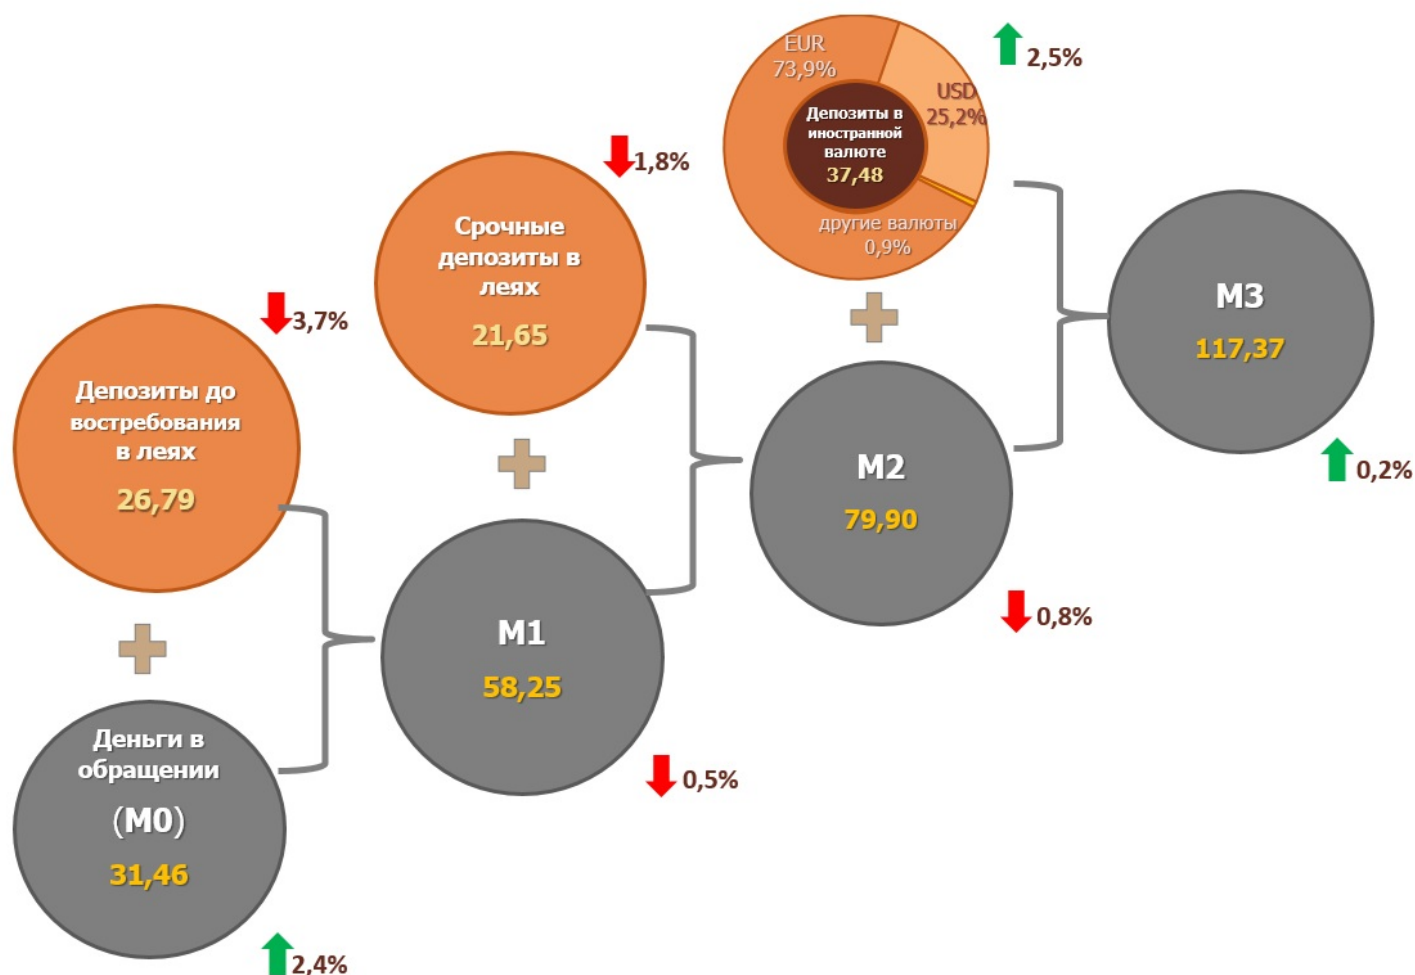 EUR
73,9%
USD
25,2%
Депозиты в
иностранной
валюте
37,48
другие валюты
0,9%
2,5%
1,8%
Срочные
депозиты в
леях
21,65
3,7%
Депозиты до
востребования
в леях
26,79
M3
117,37
0,2%
M2
79,90
0,8%
M1
58,25
0,5%
Деньги в
обращении
(M0)
31,46
2,4%